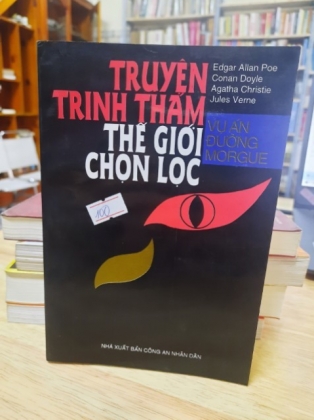 Edgar Allan Poe
Conan Doyle
Agatha Christie
Jules Verne
TRUYỆN
TRINH THÁM
THẾ GIỚI
CHỌN LỌC
VỤ ÁN
ĐƯỜNG
MORGUE
100
NHÀ XUẤT BẢN CÔNG AN NHÂN DÂN